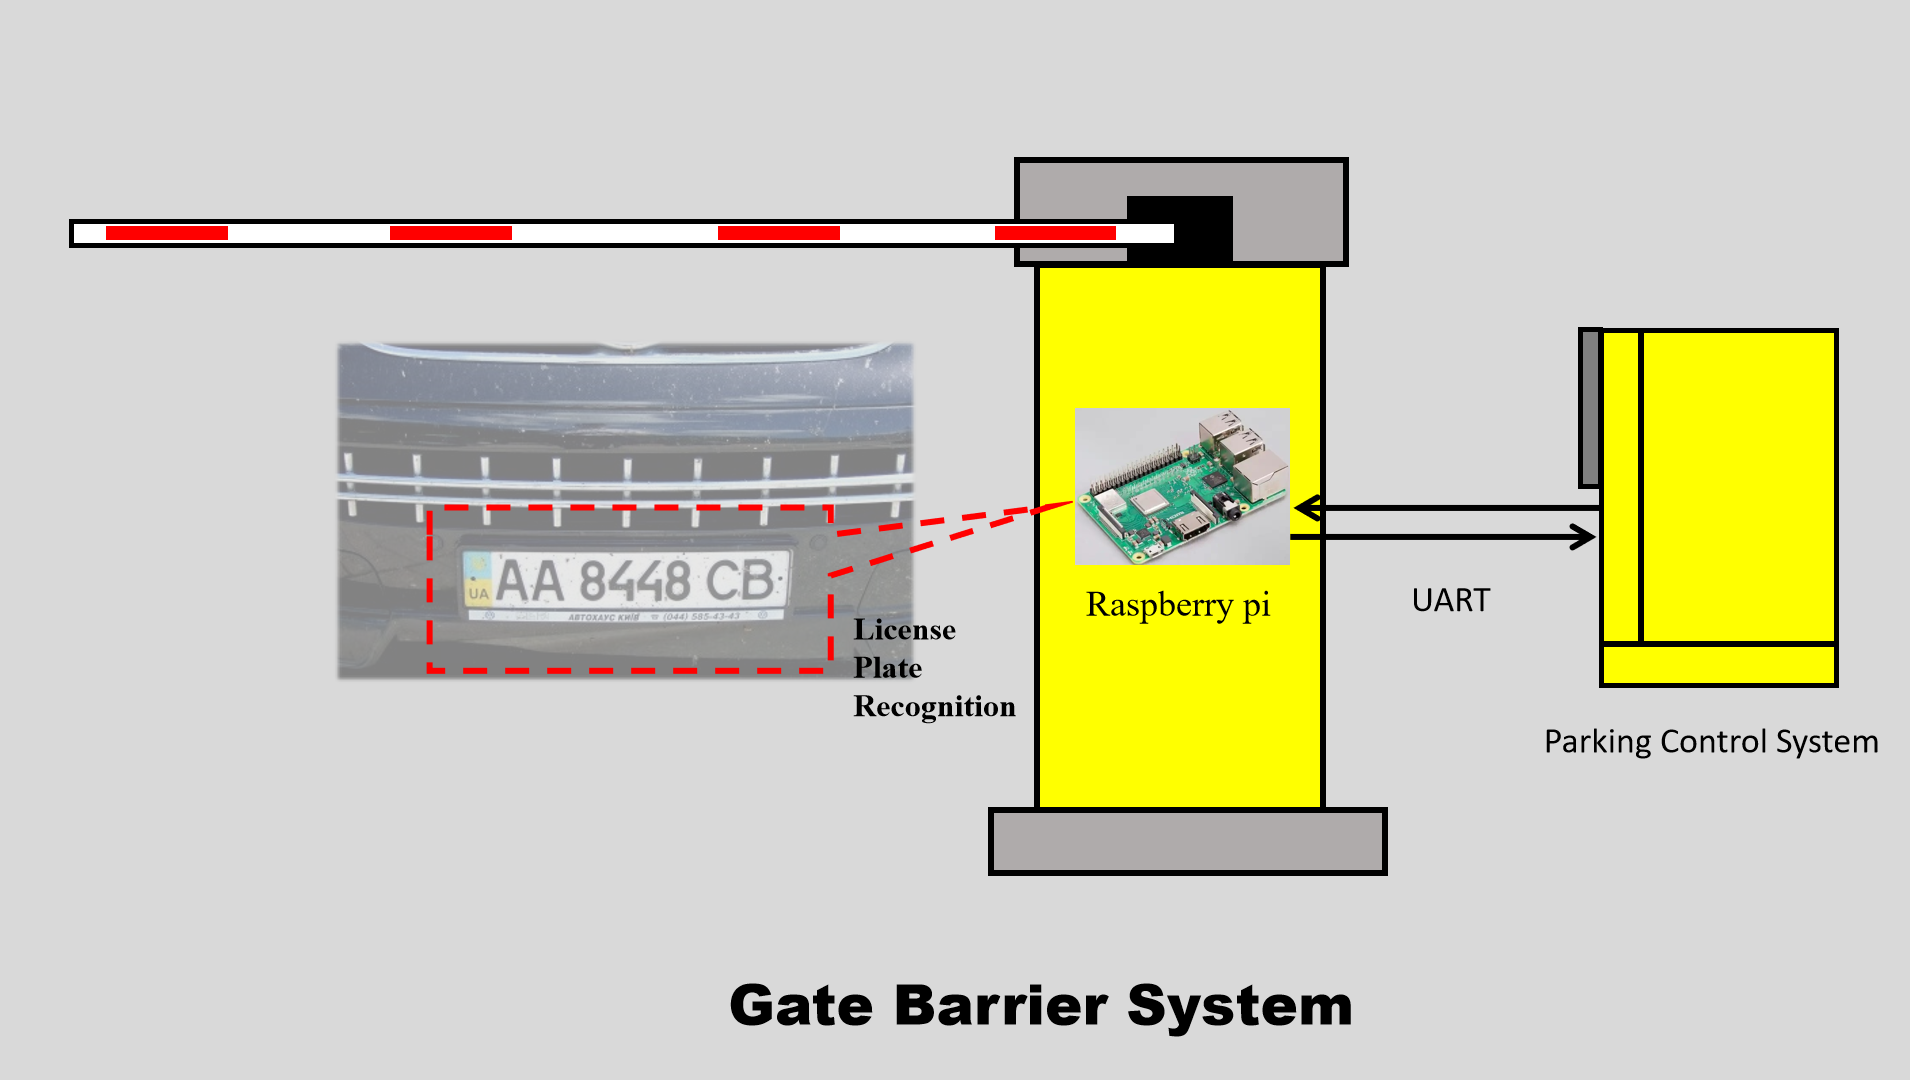 UA
AA 8448 CB
АВТОХАУС КИЇВ ☎ (044) 585-43-43
License
Plate
Recognition
Raspberry pi
UART
Parking Control System
Gate Barrier System